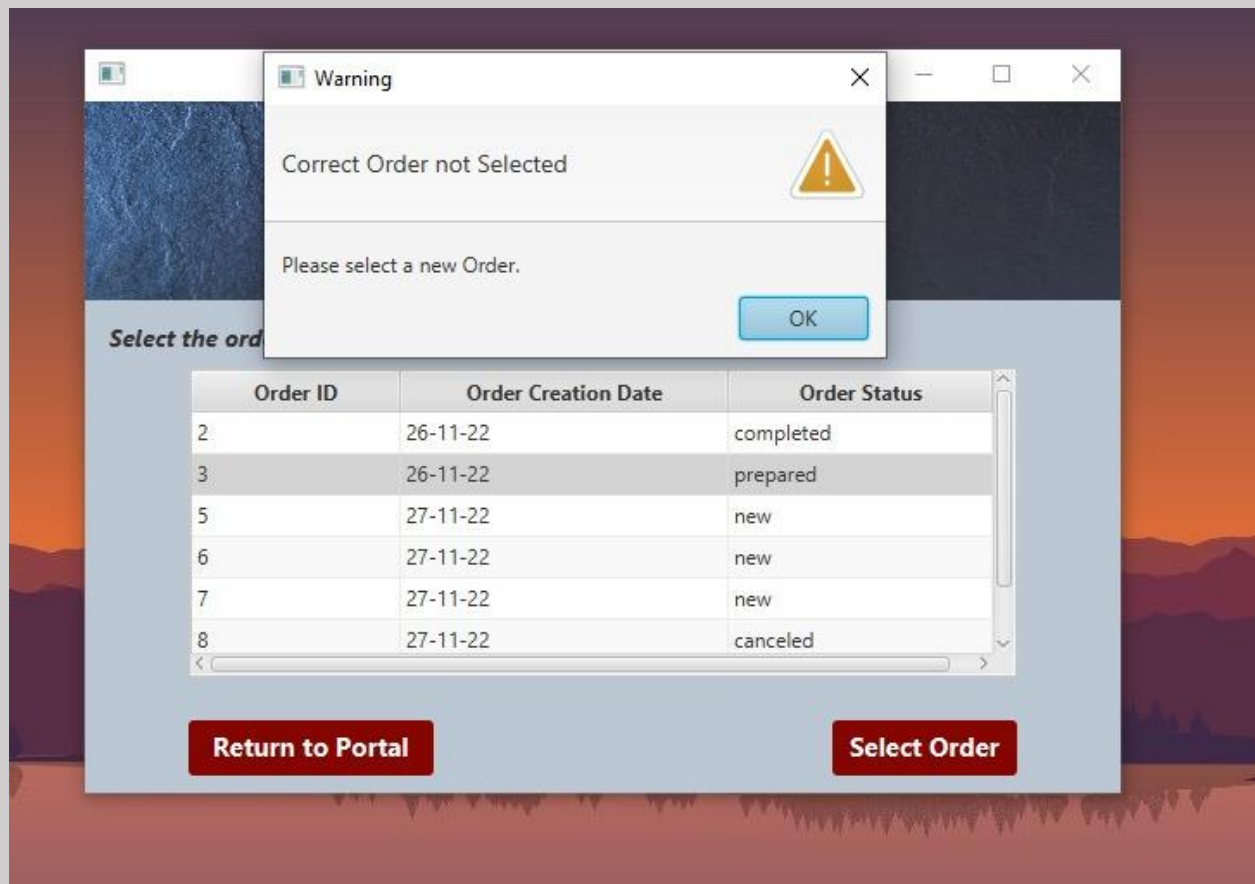 Warning
Correct Order not Selected
Please select a new Order.
OK
Select the ord
Order ID Order Creation Date Order Status
2 26-11-22 completed
3 26-11-22 prepared
5 27-11-22 new
6 27-11-22 new
7 27-11-22 new
8 27-11-22 canceled
Return to Portal Select Order